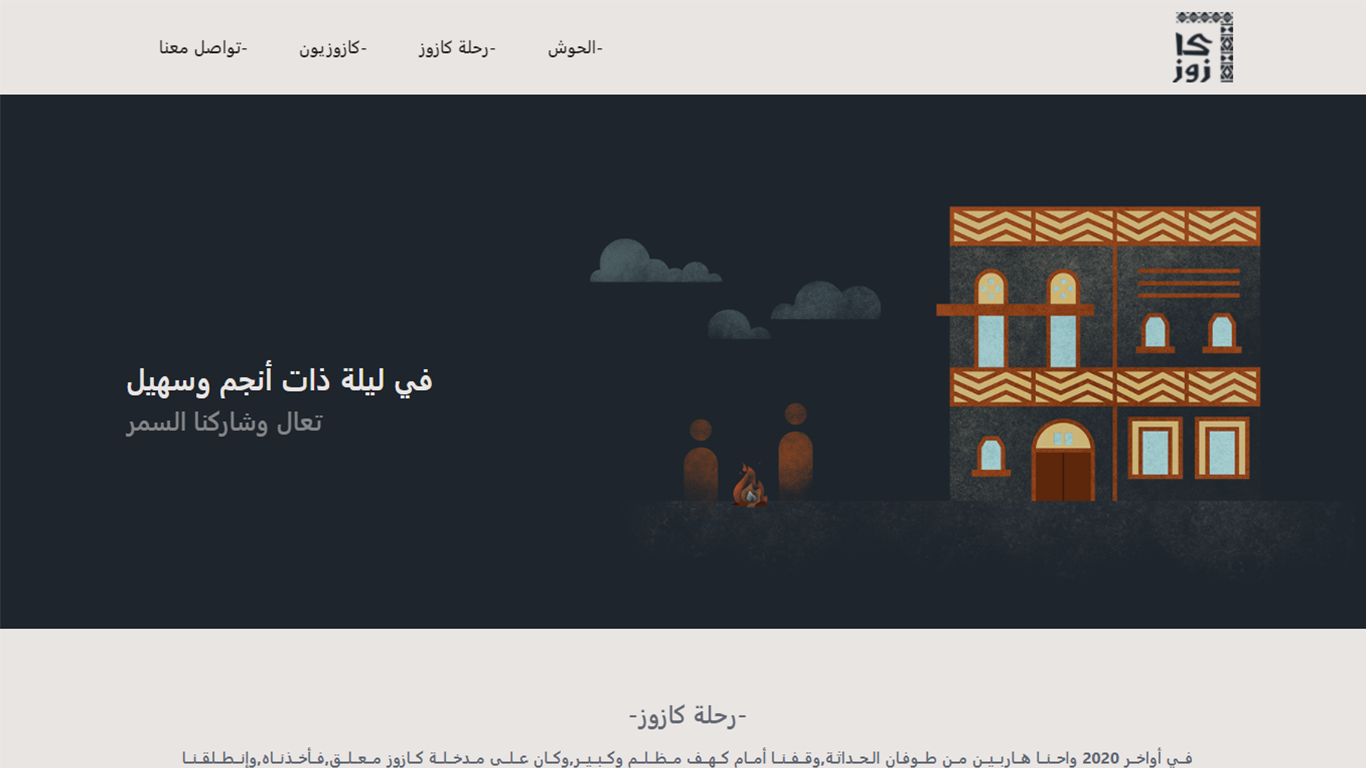 كا
زوز
-الحوش
-رحلة كازوز
-كازوزيون
-تواصل معنا
في ليلة ذات أنجم وسهيل
تعال وشاركنا السمر
-رحلة كازوز-
في أواخر 2020 واحنا هاربين من طوفان الحداثة,وقفنا أمام كهف مظلم وكبير,وكان على مدخلة كازوز معلق,فأخذناه,وإنطلقنا